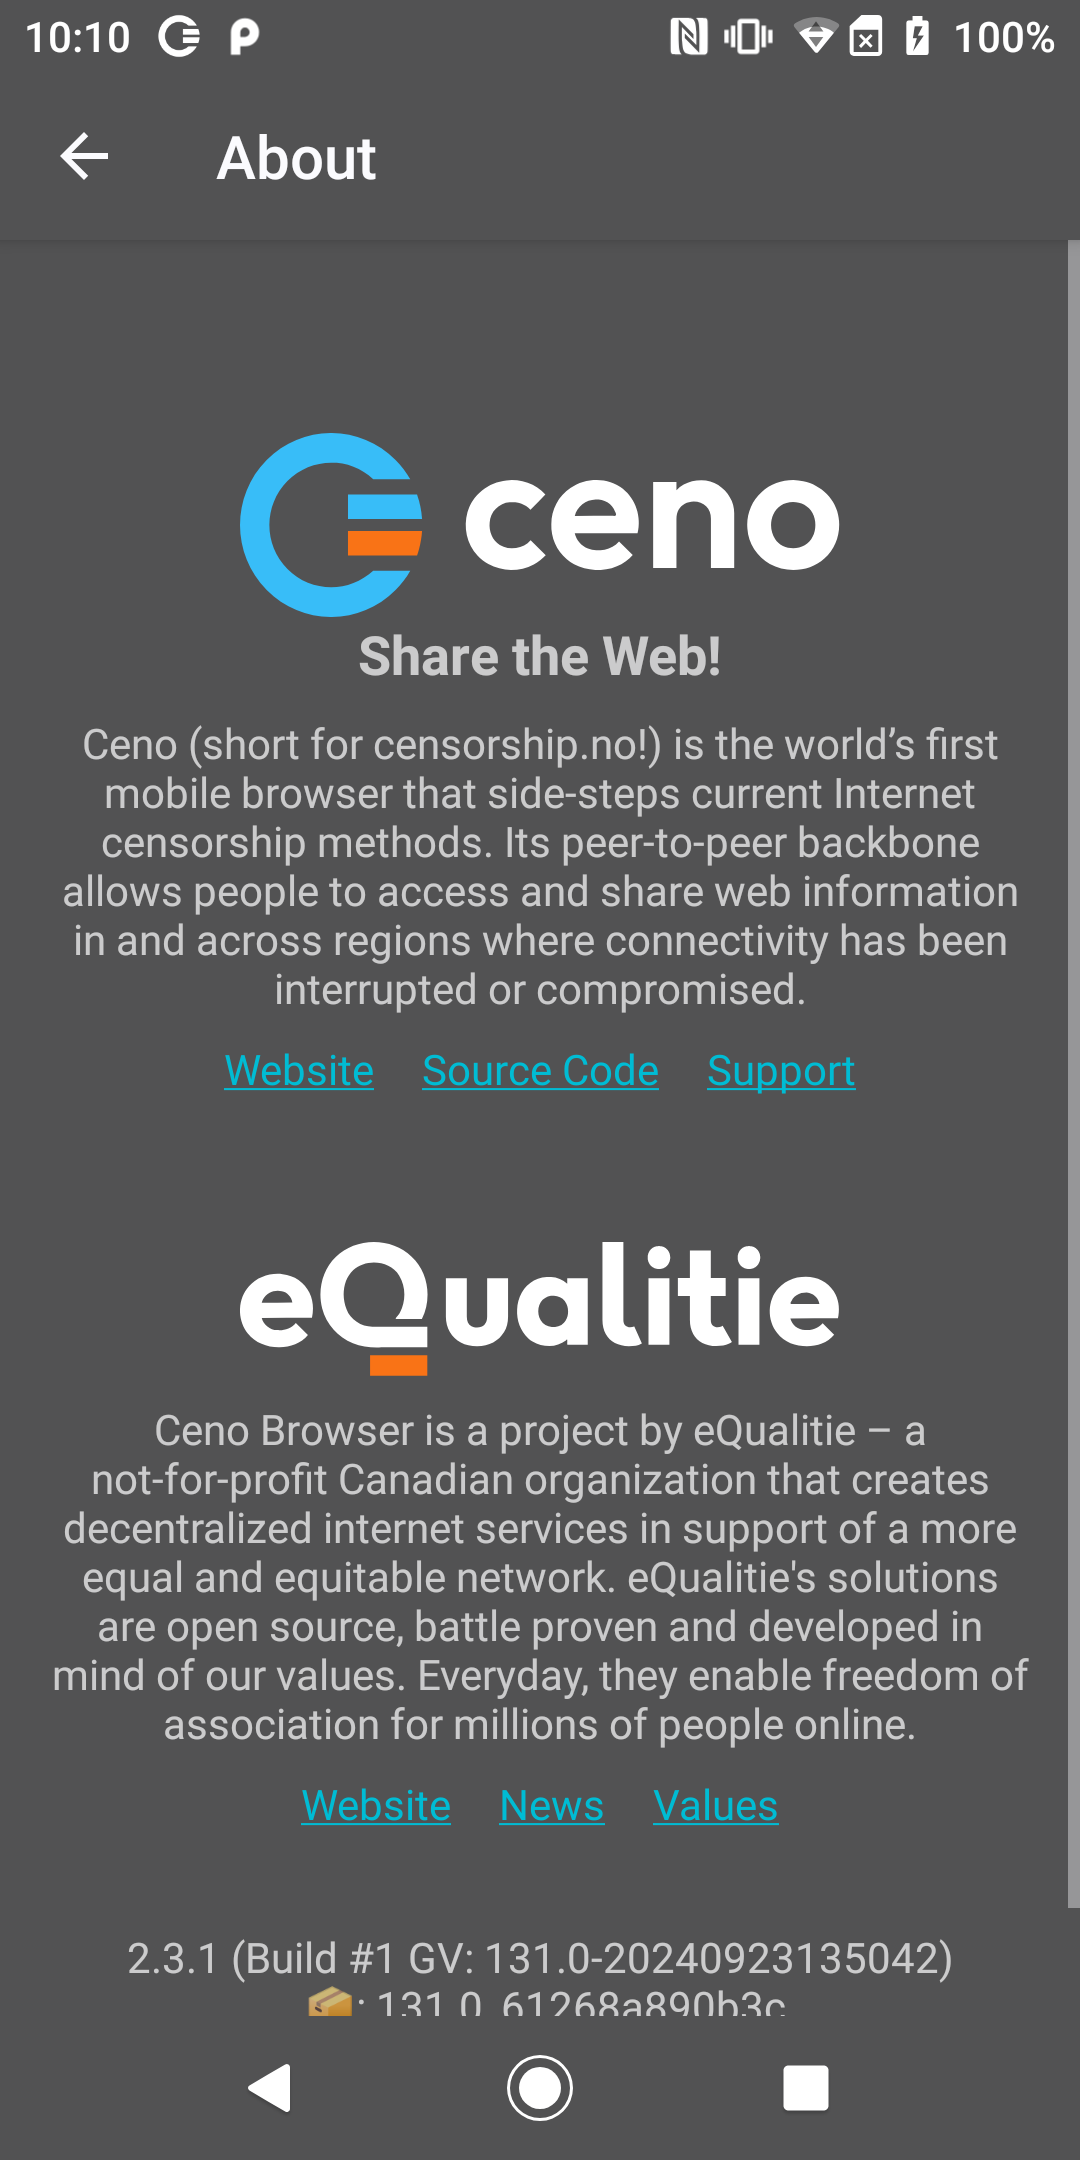 10:10 100%
About
ceno
Share the Web!
Ceno (short for censorship.no!) is the world’s first
mobile browser that side-steps current Internet
censorship methods. Its peer-to-peer backbone
allows people to access and share web information
in and across regions where connectivity has been
interrupted or compromised.
Website Source Code Support
eQualitie
Ceno Browser is a project by eQualitie – a
not-for-profit Canadian organization that creates
decentralized internet services in support of a more
equal and equitable network. eQualitie's solutions
are open source, battle proven and developed in
mind of our values. Everyday, they enable freedom of
association for millions of people online.
Website News Values
2.3.1 (Build #1 GV: 131.0-20240923135042)
📦: 131.0, 61268a890b3c